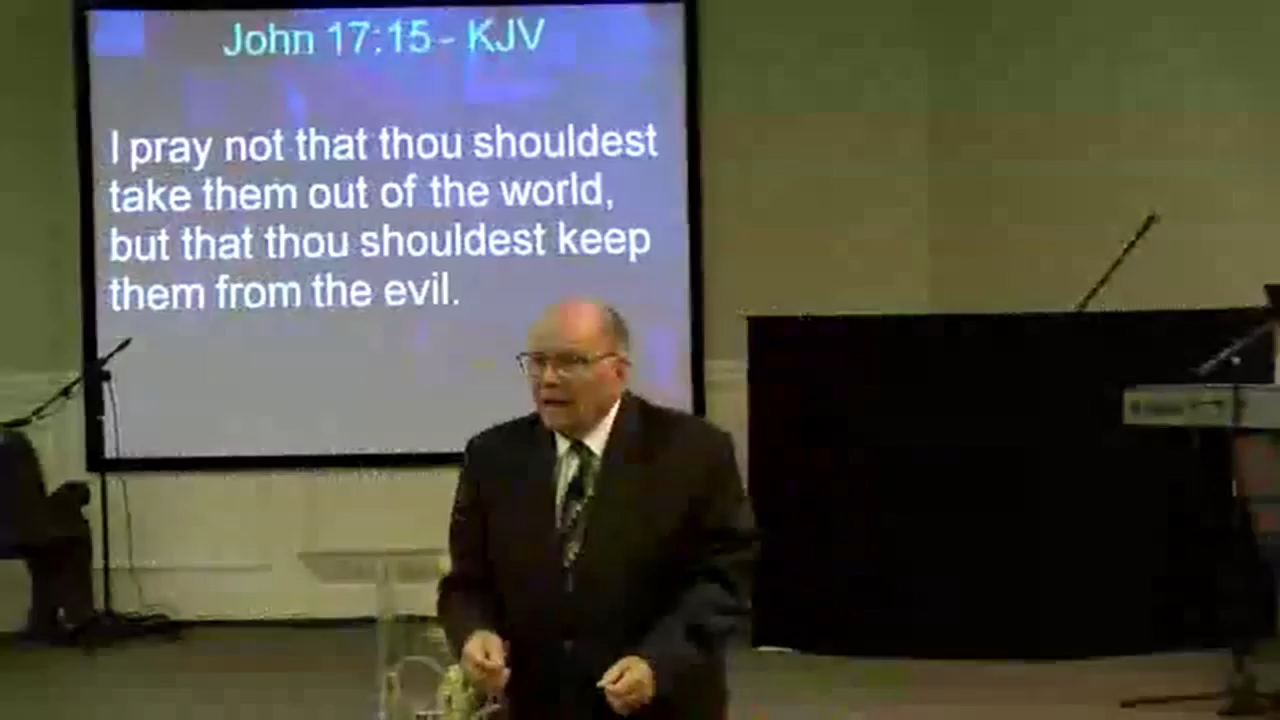 John 17:15 - KJV
I pray not that thou shouldest
take them out of the world,
but that thou shouldest keep
them from the evil.